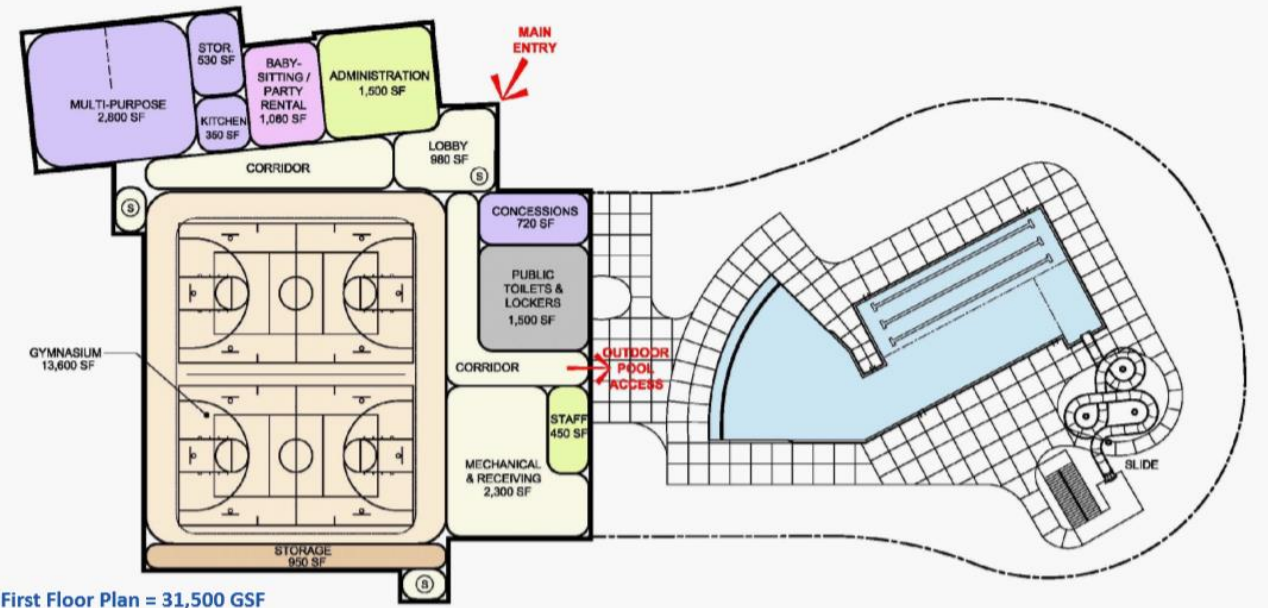 MAIN
ENTRY
STOR.
530 SF
BABY-
SITTING /
PARTY
RENTAL
1,060 SF
ADMINISTRATION
1,500 SF
MULTI-PURPOSE
2,800 SF
KITCHEN
350 SF
LOBBY
980 SF
S
CORRIDOR
S
CONCESSIONS
720 SF
PUBLIC
TOILETS &
LOCKERS
1,500 SF
GYMNASIUM
13,600 SF
CORRIDOR
OUTDOOR
POOL
ACCESS
STAFF
450 SF
MECHANICAL
& RECEIVING
2,300 SF
SLIDE
STORAGE
950 SF
S
First Floor Plan = 31,500 GSF